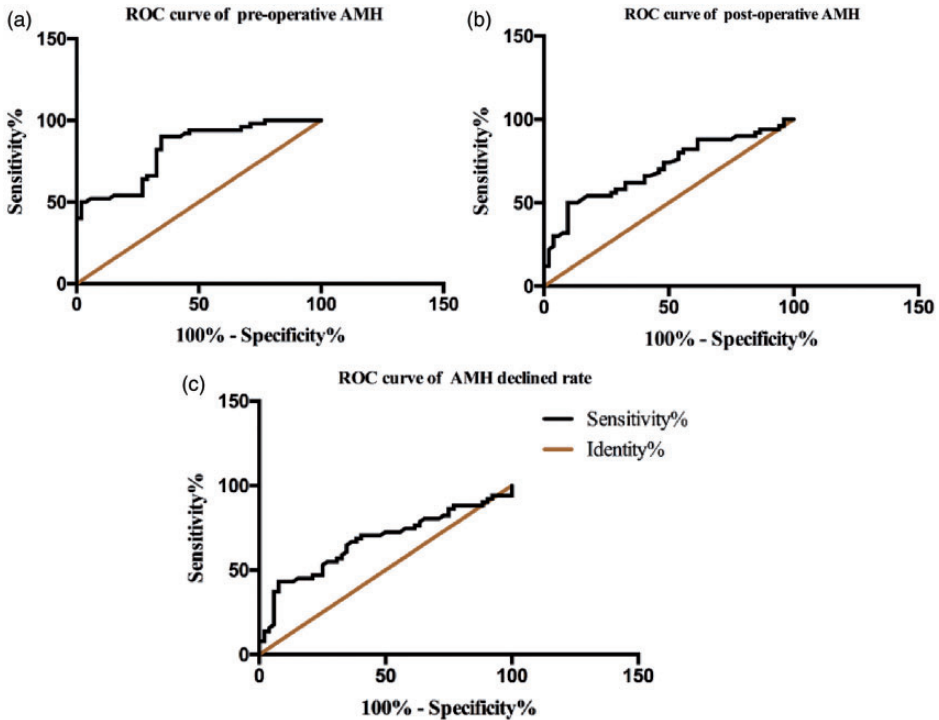 (a)
ROC curve of pre-operative AMH
150
100
50
0
Sensitivity%
0 50 100 150
100% - Specificity%
(b)
ROC curve of post-operative AMH
150
100
50
0
Sensitivity%
0 50 100 150
100% - Specificity%
(c)
ROC curve of AMH declined rate
150
100
50
0
Sensitivity%
Sensitivity%
Identity%
0 50 100 150
100% - Specificity%